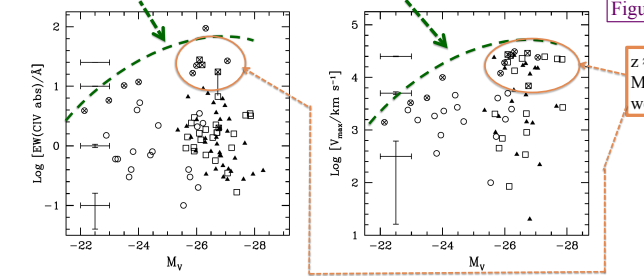 Figu
2
1
0
−1
Log [EW(CIV abs)/Å]
−22
−24
−26
−28
M_V
5
4
3
2
1
Log [V_max/km s⁻¹]
−22
−24
−26
−28
M_V
z
M
w